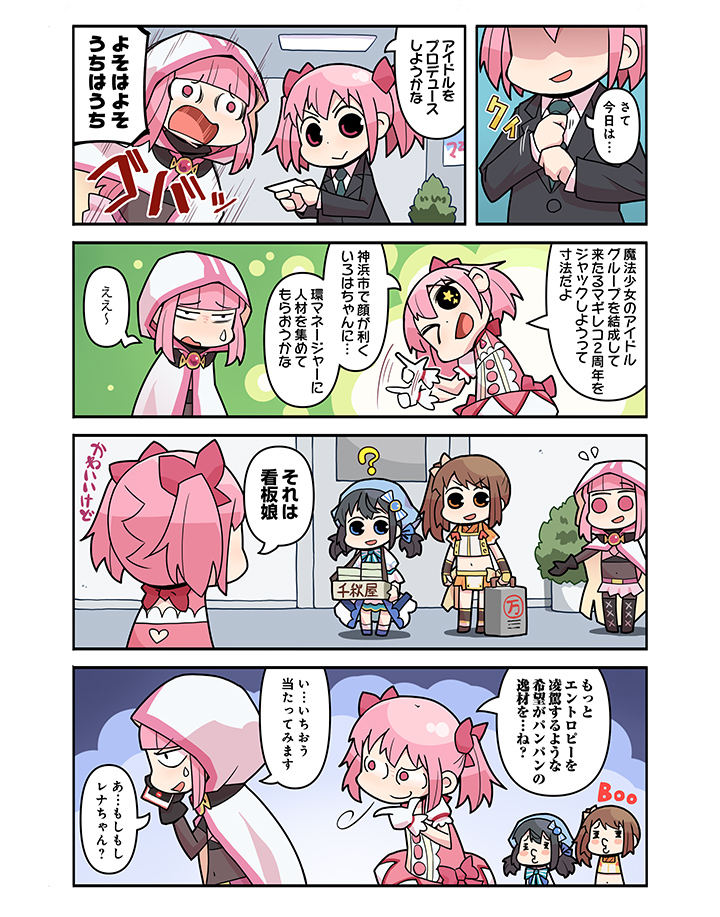 さて
今日は…
クイ
アイドルを
プロデュース
しようかな
よそはよそ
うちはうち
ゴバッ
魔法少女のアイドル
グループを結成して
来たるマギレコ2周年を
ジャックしようって
寸法だよ
神浜市で顔が利く
いろはちゃんに…
環マネージャーに
人材を集めて
もらおうかな
ええ〜
?
千秋屋
万
それは
看板娘
かわいいけど
もっと
エントロピーを
凌駕するような
希望がパンパンの
逸材を…ね?
Boo
い…いちおう
当たってみます
あ…もしもし
レナちゃん?